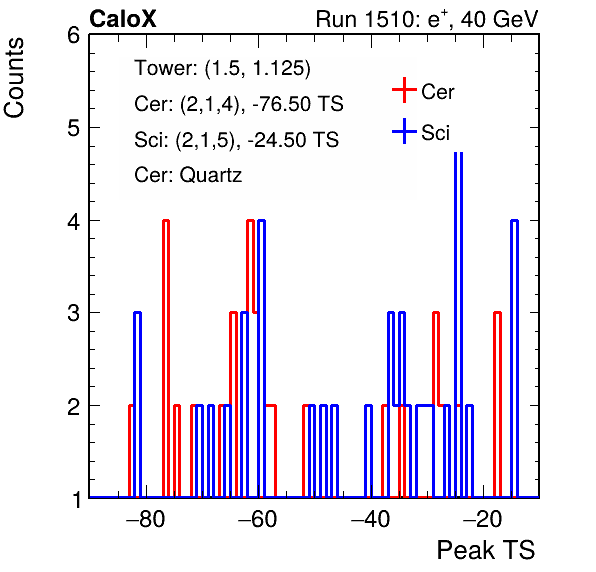 CaloX Run 1510: e⁺, 40 GeV
Counts
6
5
4
3
2
1
Tower: (1.5, 1.125)
Cer: (2,1,4), -76.50 TS
Sci: (2,1,5), -24.50 TS
Cer: Quartz
Cer
Sci
−80 −60 −40 −20
Peak TS